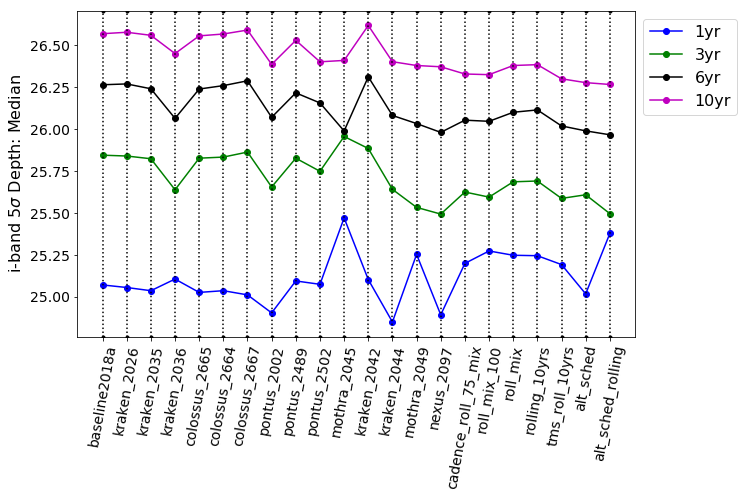 i-band 5σ Depth: Median
26.50
26.25
26.00
25.75
25.50
25.25
25.00
baseline2018a
kraken_2026
kraken_2035
kraken_2036
colossus_2665
colossus_2664
colossus_2667
pontus_2002
pontus_2489
pontus_2502
mothra_2045
kraken_2042
kraken_2044
mothra_2049
nexus_2097
cadence_roll_75_mix
roll_mix_100
roll_mix
rolling_10yrs
tms_roll_10yrs
alt_sched
alt_sched_rolling
1yr
3yr
6yr
10yr